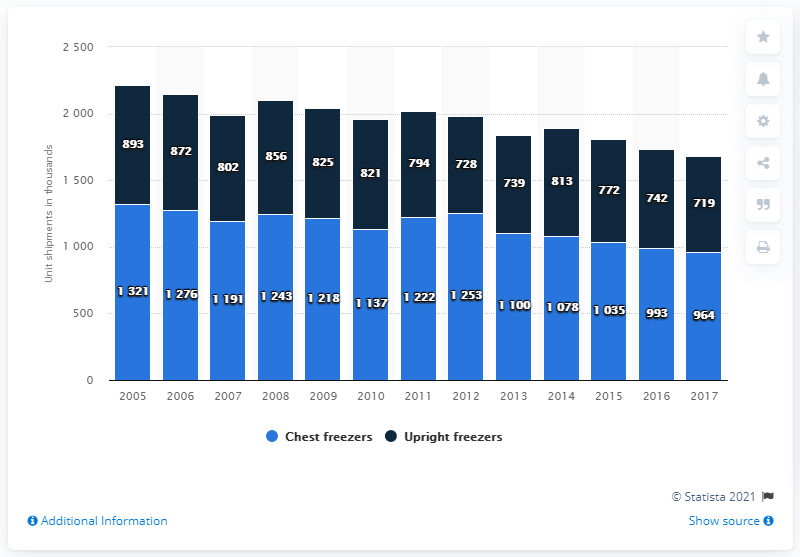 2 500
2 000
1 500
1 000
500
0
Unit shipments in thousands
893 872 802 856 825 821 794 728 739 813 772 742 719
1 321 1 276 1 191 1 243 1 218 1 137 1 222 1 253 1 100 1 078 1 035 993 964
2005 2006 2007 2008 2009 2010 2011 2012 2013 2014 2015 2016 2017
Chest freezers Upright freezers
© Statista 2021
Additional Information Show source